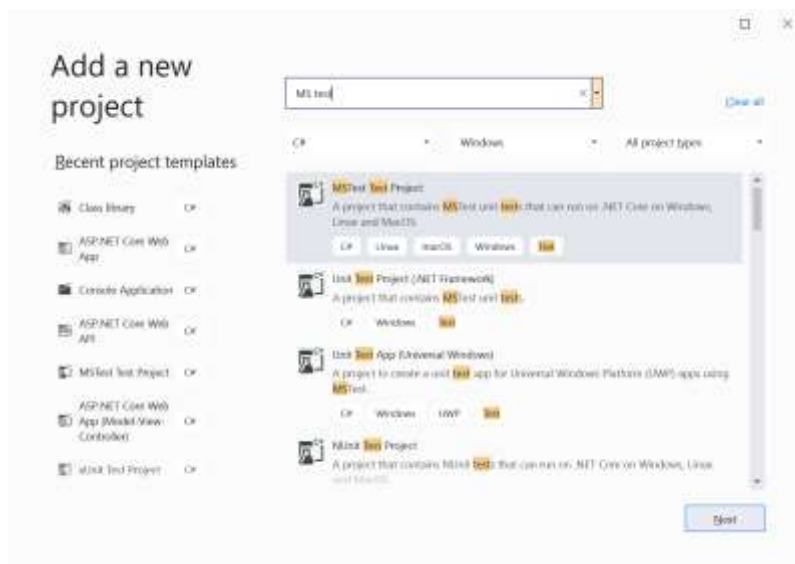 Add a new
project
MS test
Clear all
C#
Windows
All project types
Recent project templates
Class library
C#
ASP.NET Core Web
App
C#
Console Application
C#
ASP.NET Core Web
API
C#
MSTest Test Project
C#
ASP.NET Core Web
App (Model-View-
Controller)
C#
xUnit Test Project
C#
MSTest Test Project
A project that contains MSTest unit tests that can run on .NET Core on Windows,
Linux and MacOS.
C#
Linux
macOS
Windows
Test
Unit Test Project (.NET Framework)
A project that contains MSTest unit tests.
C#
Windows
Test
Unit Test App (Universal Windows)
A project to create a unit test app for Universal Windows Platform (UWP) apps using
MSTest.
C#
Windows
UWP
Test
NUnit Test Project
A project that contains NUnit tests that can run on .NET Core on Windows, Linux
and MacOS.
Next